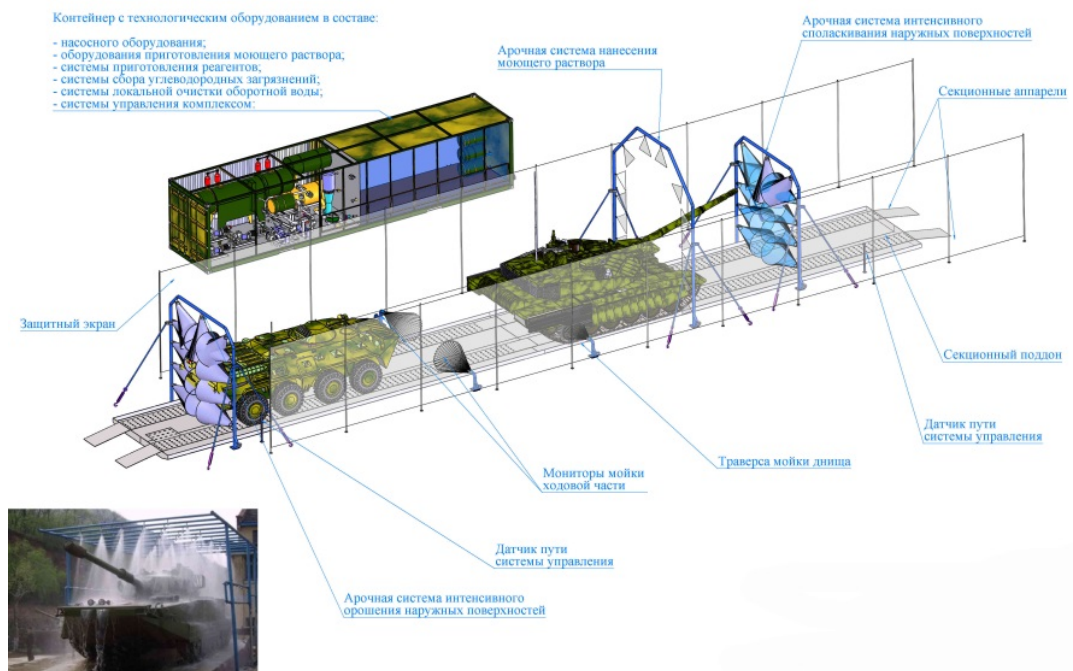 Контейнер с технологическим оборудованием в составе:
- насосного оборудования;
- оборудования приготовления моющего раствора;
- системы приготовления реагентов;
- системы сбора углеводородных загрязнений;
- системы локальной очистки оборотной воды;
- системы управления комплексом:
Арочная система нанесения
моющего раствора
Арочная система интенсивного
споласкивания наружных поверхностей
Секционные аппарели
Защитный экран
Секционный поддон
Датчик пути
системы управления
Траверса мойки днища
Мониторы мойки
ходовой части
Датчик пути
системы управления
Арочная система интенсивного
орошения наружных поверхностей